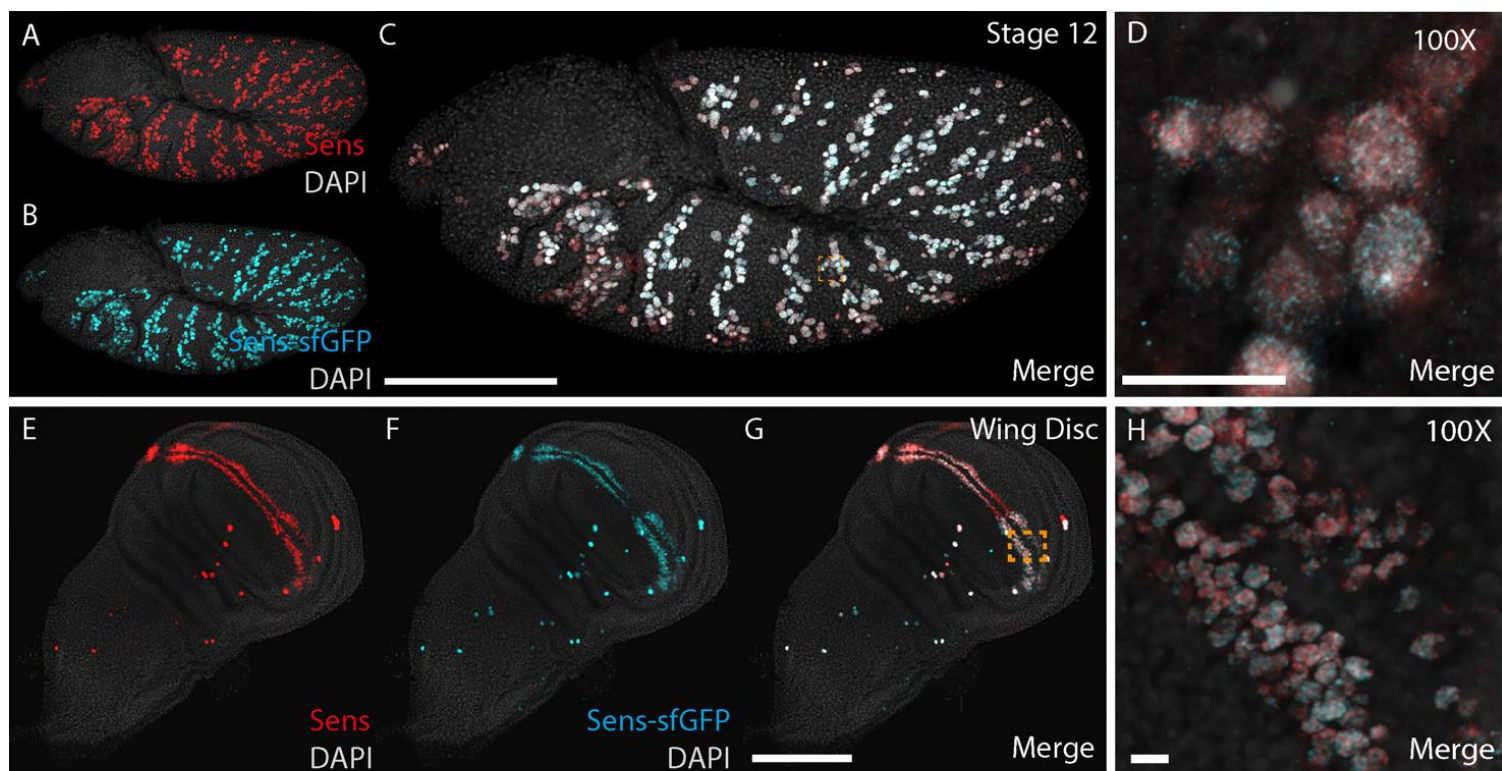 A
Sens
DAPI
B
Sens-sfGFP
DAPI
C
Stage 12
Merge
D
100X
Merge
E
Sens
DAPI
F
Sens-sfGFP
DAPI
G
Wing Disc
Merge
H
100X
Merge